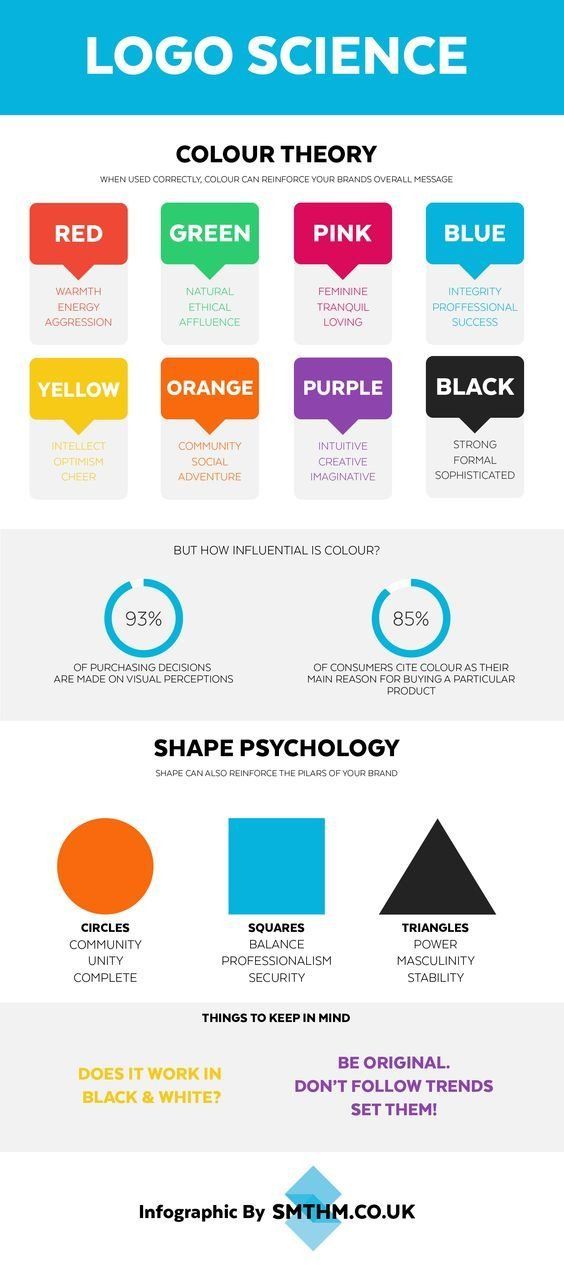 LOGO SCIENCE
COLOUR THEORY
WHEN USED CORRECTLY, COLOUR CAN REINFORCE YOUR BRANDS OVERALL MESSAGE
RED
WARMTH
ENERGY
AGGRESSION
GREEN
NATURAL
ETHICAL
AFFLUENCE
PINK
FEMININE
TRANQUIL
LOVING
BLUE
INTEGRITY
PROFFESSIONAL
SUCCESS
YELLOW
INTELLECT
OPTIMISM
CHEER
ORANGE
COMMUNITY
SOCIAL
ADVENTURE
PURPLE
INTUITIVE
CREATIVE
IMAGINATIVE
BLACK
STRONG
FORMAL
SOPHISTICATED
BUT HOW INFLUENTIAL IS COLOUR?
93%
OF PURCHASING DECISIONS
ARE MADE ON VISUAL PERCEPTIONS
85%
OF CONSUMERS CITE COLOUR AS THEIR
MAIN REASON FOR BUYING A PARTICULAR
PRODUCT
SHAPE PSYCHOLOGY
SHAPE CAN ALSO REINFORCE THE PILARS OF YOUR BRAND
CIRCLES
COMMUNITY
UNITY
COMPLETE
SQUARES
BALANCE
PROFESSIONALISM
SECURITY
TRIANGLES
POWER
MASCULINITY
STABILITY
THINGS TO KEEP IN MIND
DOES IT WORK IN
BLACK & WHITE?
BE ORIGINAL.
DON'T FOLLOW TRENDS
SET THEM!
Infographic By SMTHM.CO.UK